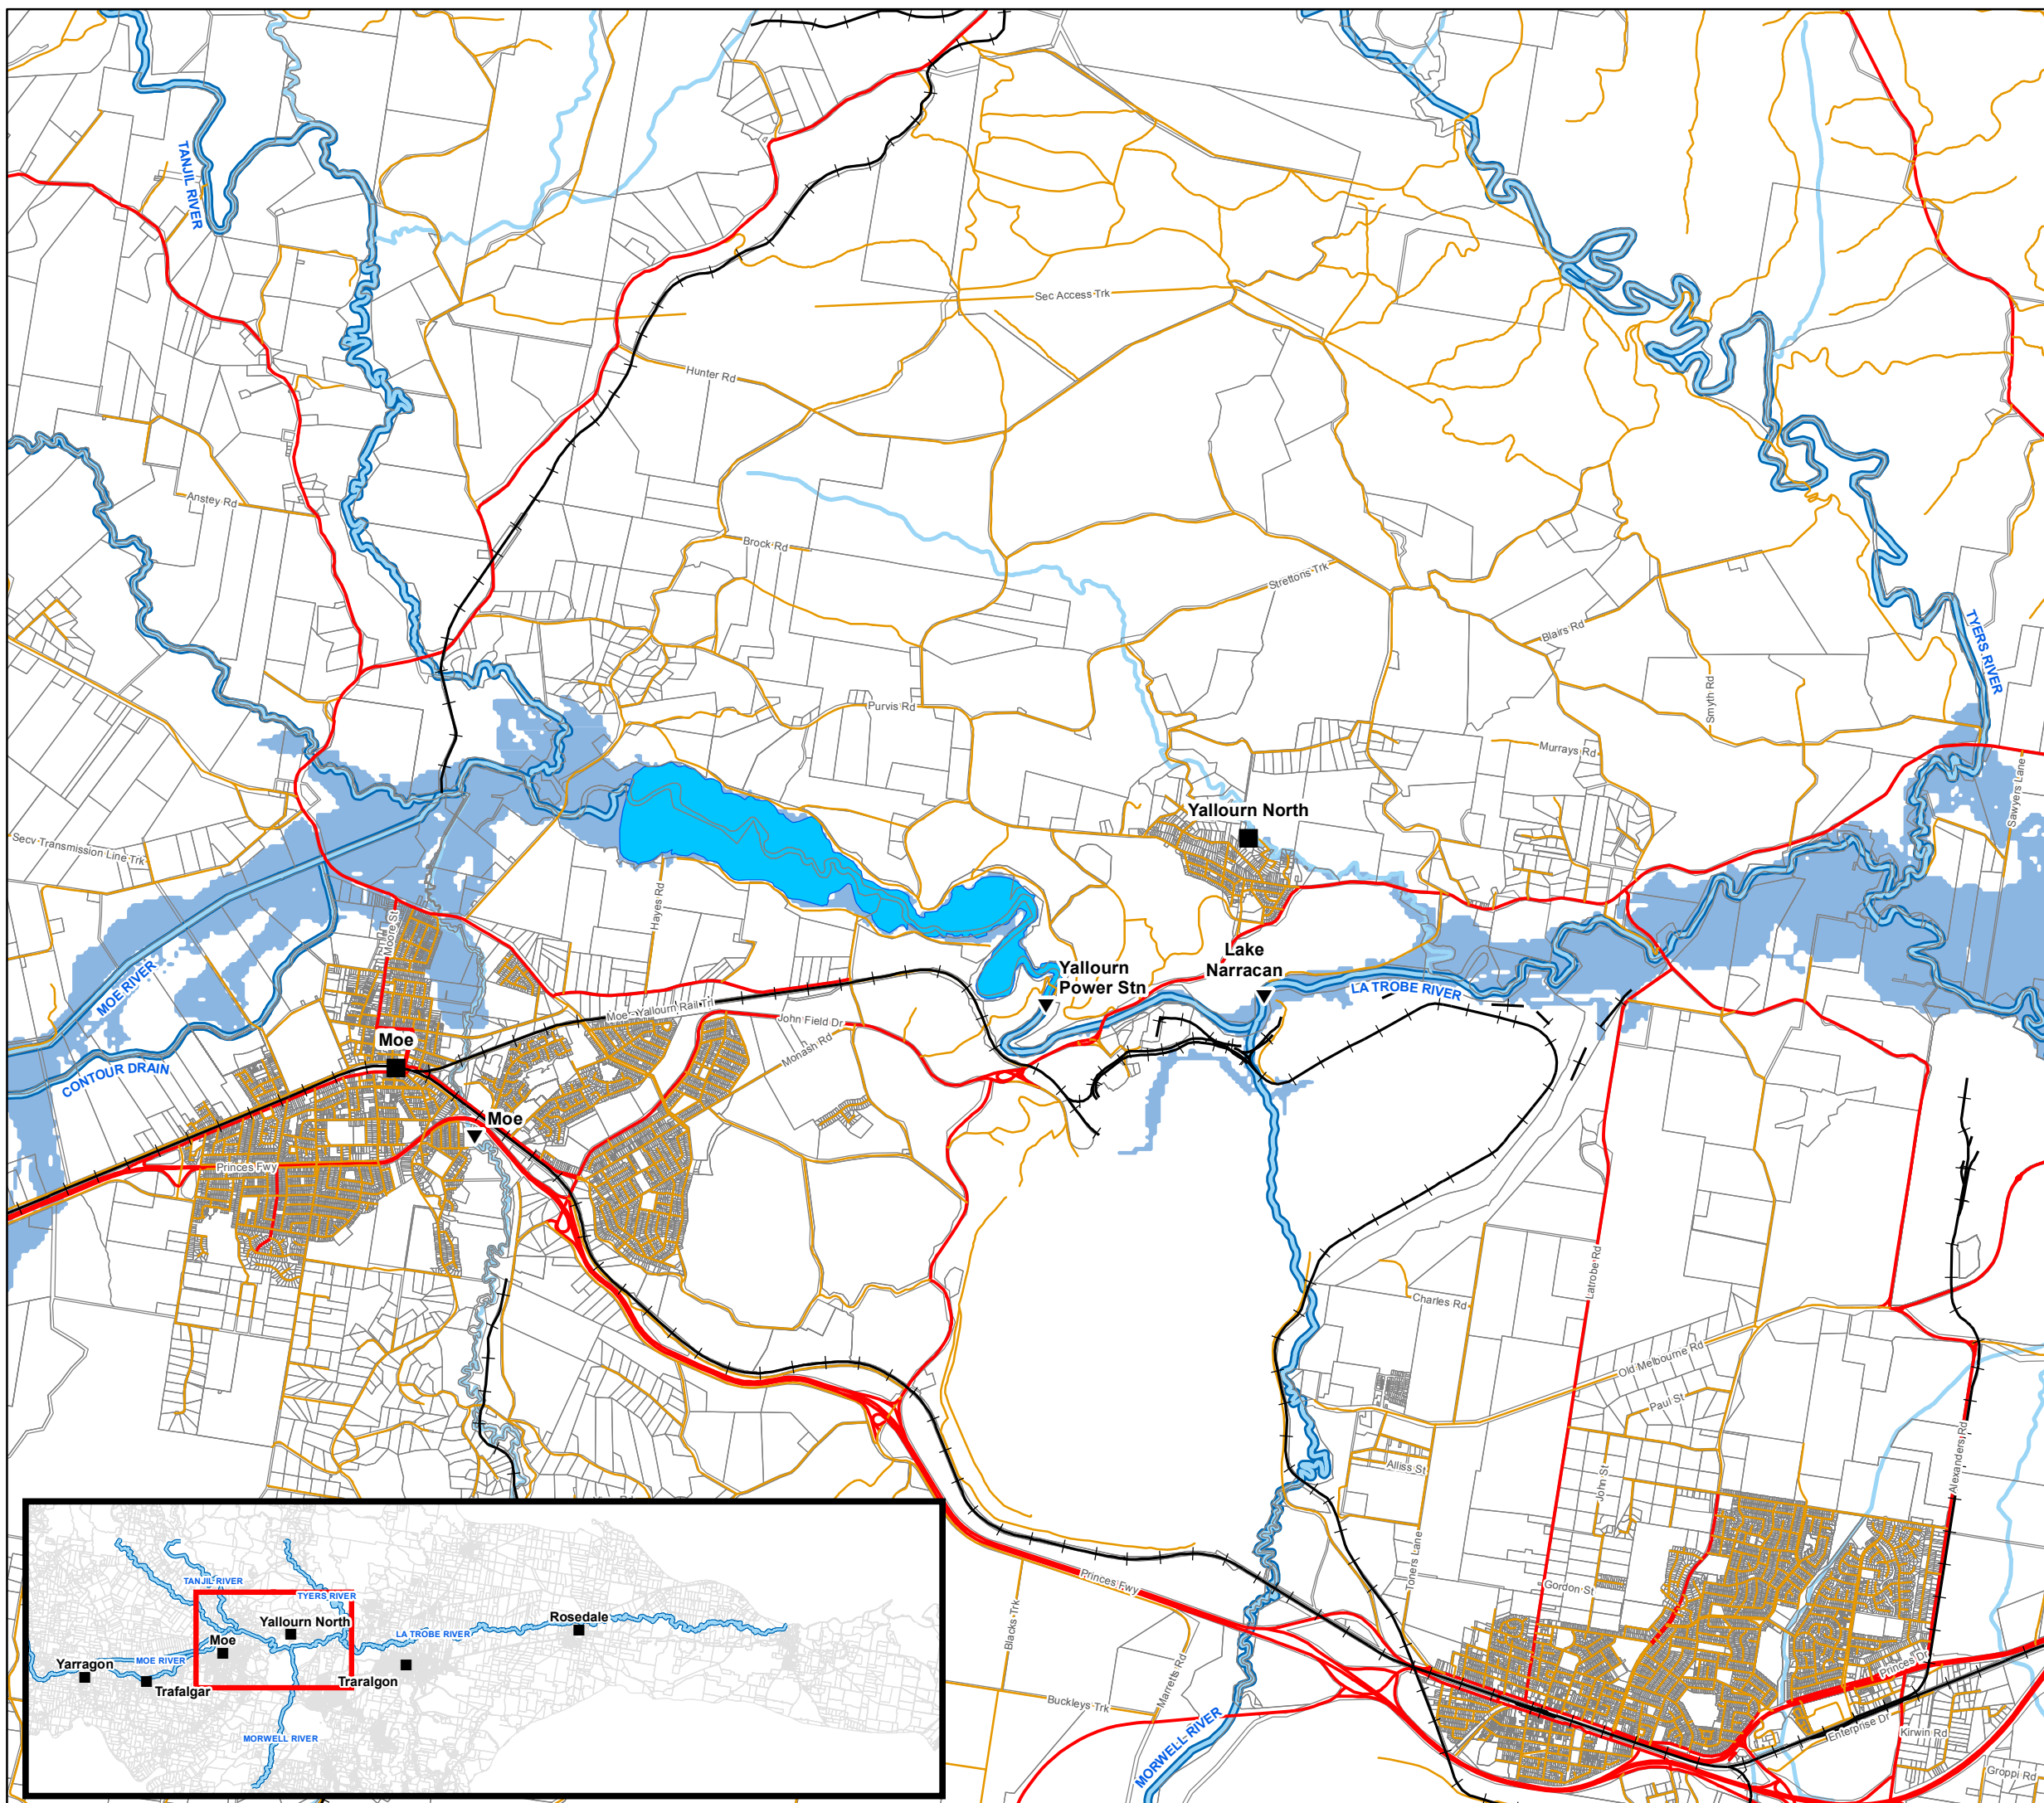 TANJIL RIVER
Sec Access Trk
Hunter Rd
Anstey Rd
Brock Rd
Strettons Trk
Blairs Rd
TYERS RIVER
Smyth Rd
Purvis Rd
Murrays Rd
Sawyers Lane
Yallourn North
Secv Transmission Line Trk
Hayes Rd
Moore St
Lake
Narracan
Yallourn
Power Stn
LA TROBE RIVER
MOE RIVER
Moe - Yallourn Rail Trl
John Field Dr
Monash Rd
Moe
CONTOUR DRAIN
Moe
Princes Fwy
Latrobe Rd
Charles Rd
Old Melbourne Rd
Paul St
Alliss St
John St
Alexanders Rd
Toners Lane
Gordon St
Princes Fwy
Blacks Trk
Marretts Rd
Buckleys Trk
MORWELL RIVER
Princes Dr
Enterprise Dr
Kirwin Rd
Groppi Rd
TANJIL RIVER
TYERS RIVER
Yallourn North
Rosedale
LA TROBE RIVER
Moe
MOE RIVER
Yarragon
Trafalgar
Traralgon
MORWELL RIVER